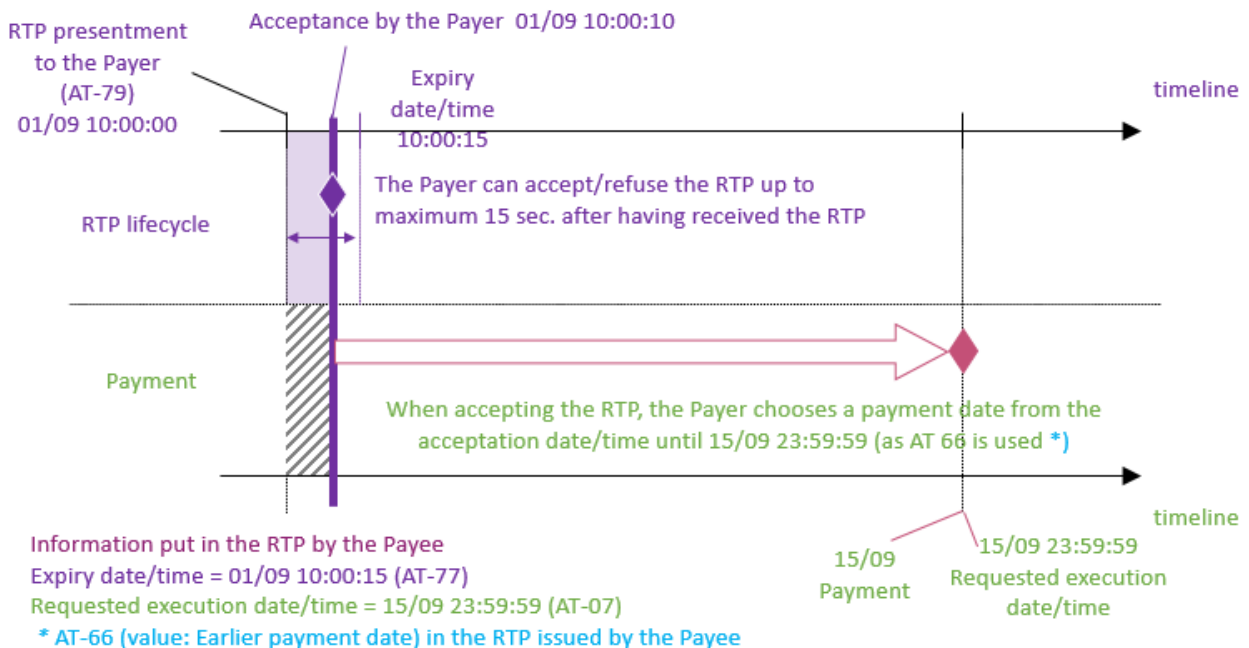 RTP presentment
to the Payer
(AT-79)
01/09 10:00:00
Acceptance by the Payer 01/09 10:00:10
Expiry
date/time
10:00:15
timeline
The Payer can accept/refuse the RTP up to
maximum 15 sec. after having received the RTP
RTP lifecycle
Payment
When accepting the RTP, the Payer chooses a payment date from the
acceptation date/time until 15/09 23:59:59 (as AT 66 is used *)
timeline
15/09
Payment
15/09 23:59:59
Requested execution
date/time
Information put in the RTP by the Payee
Expiry date/time = 01/09 10:00:15 (AT-77)
Requested execution date/time = 15/09 23:59:59 (AT-07)
* AT-66 (value: Earlier payment date) in the RTP issued by the Payee